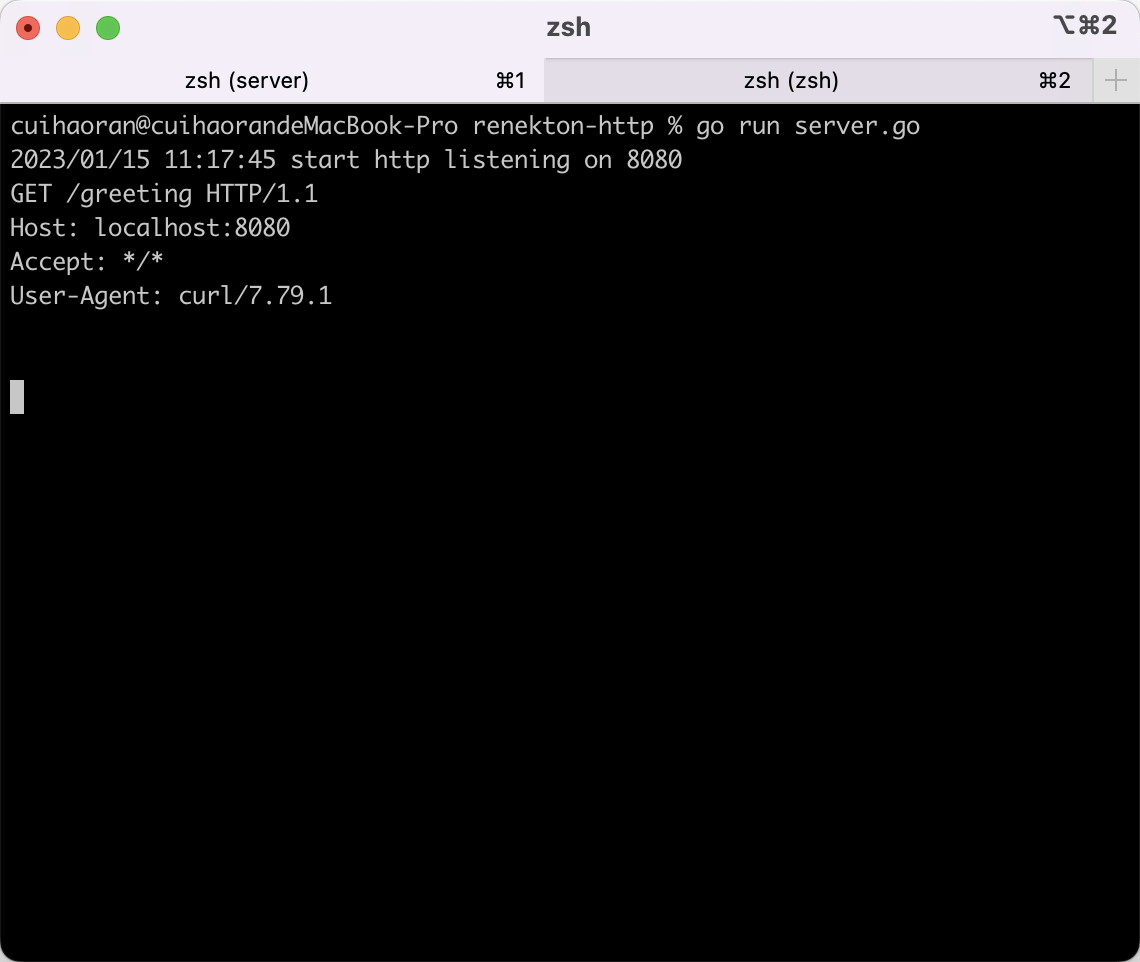 zsh
⌥⌘2
zsh (server) ⌘1
zsh (zsh) ⌘2
cuihaoran@cuihaorandeMacBook-Pro renekton-http % go run server.go
2023/01/15 11:17:45 start http listening on 8080
GET /greeting HTTP/1.1
Host: localhost:8080
Accept: */*
User-Agent: curl/7.79.1